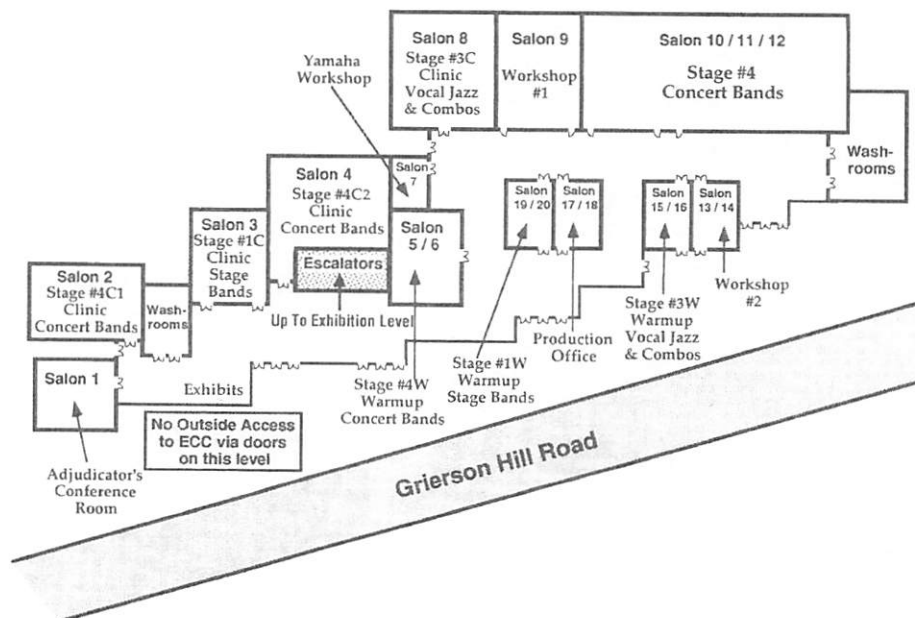 Salon 8
Stage #3C
Clinic
Vocal Jazz
& Combos
Salon 9
Workshop
#1
Salon 10 / 11 / 12
Stage #4
Concert Bands
Yamaha
Workshop
Wash-
rooms
Salon 4
Stage #4C2
Clinic
Concert Bands
Salon
7
Salon
19 / 20
Salon
17 / 18
Salon
15 / 16
Salon
13 / 14
Salon 3
Stage #1C
Clinic
Stage
Bands
Salon
5 / 6
Escalators
Salon 2
Stage #4C1
Clinic
Concert Bands
Wash-
rooms
Up To Exhibition Level
Workshop
#2
Stage #3W
Warmup
Vocal Jazz
& Combos
Production
Office
Stage #1W
Warmup
Stage Bands
Stage #4W
Warmup
Concert Bands
Salon 1
Exhibits
No Outside Access
to ECC via doors
on this level
Adjudicator's
Conference
Room
Grierson Hill Road